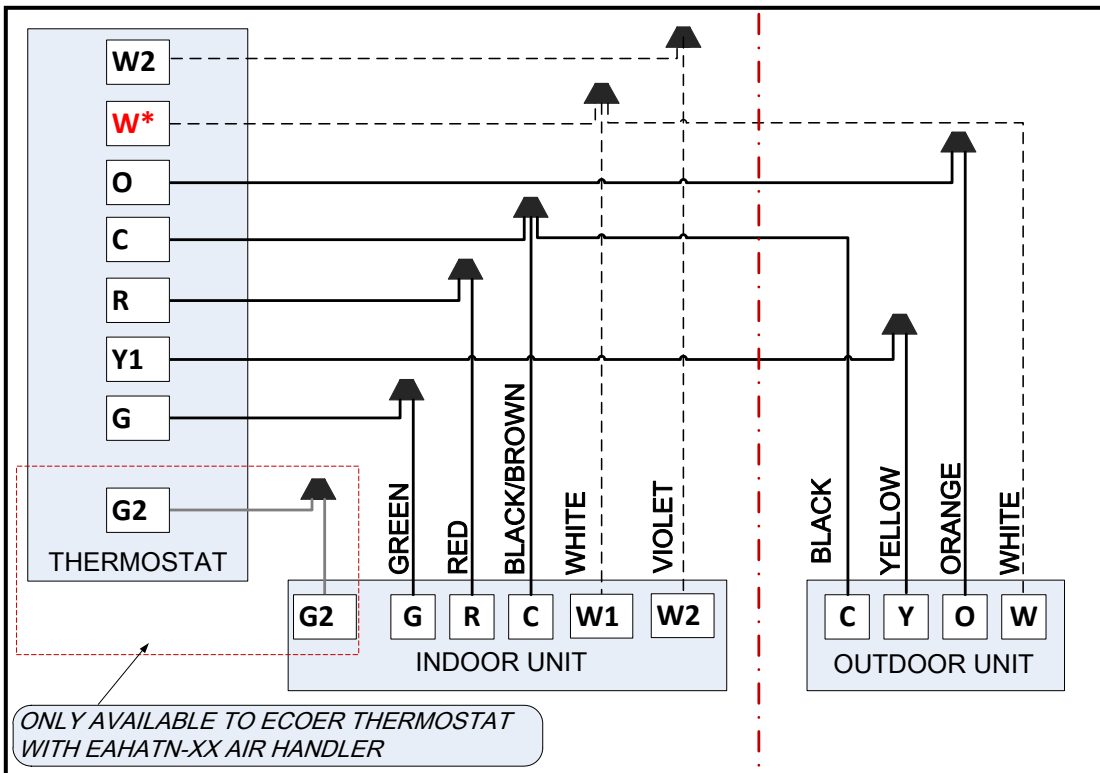 W2
W*
O
C
R
Y1
G
G2
THERMOSTAT
GREEN
RED
BLACK/BROWN
WHITE
VIOLET
BLACK
YELLOW
ORANGE
WHITE
G2 G R C W1 W2
INDOOR UNIT
C Y O W
OUTDOOR UNIT
ONLY AVAILABLE TO ECOER THERMOSTAT
WITH EAHATN-XX AIR HANDLER